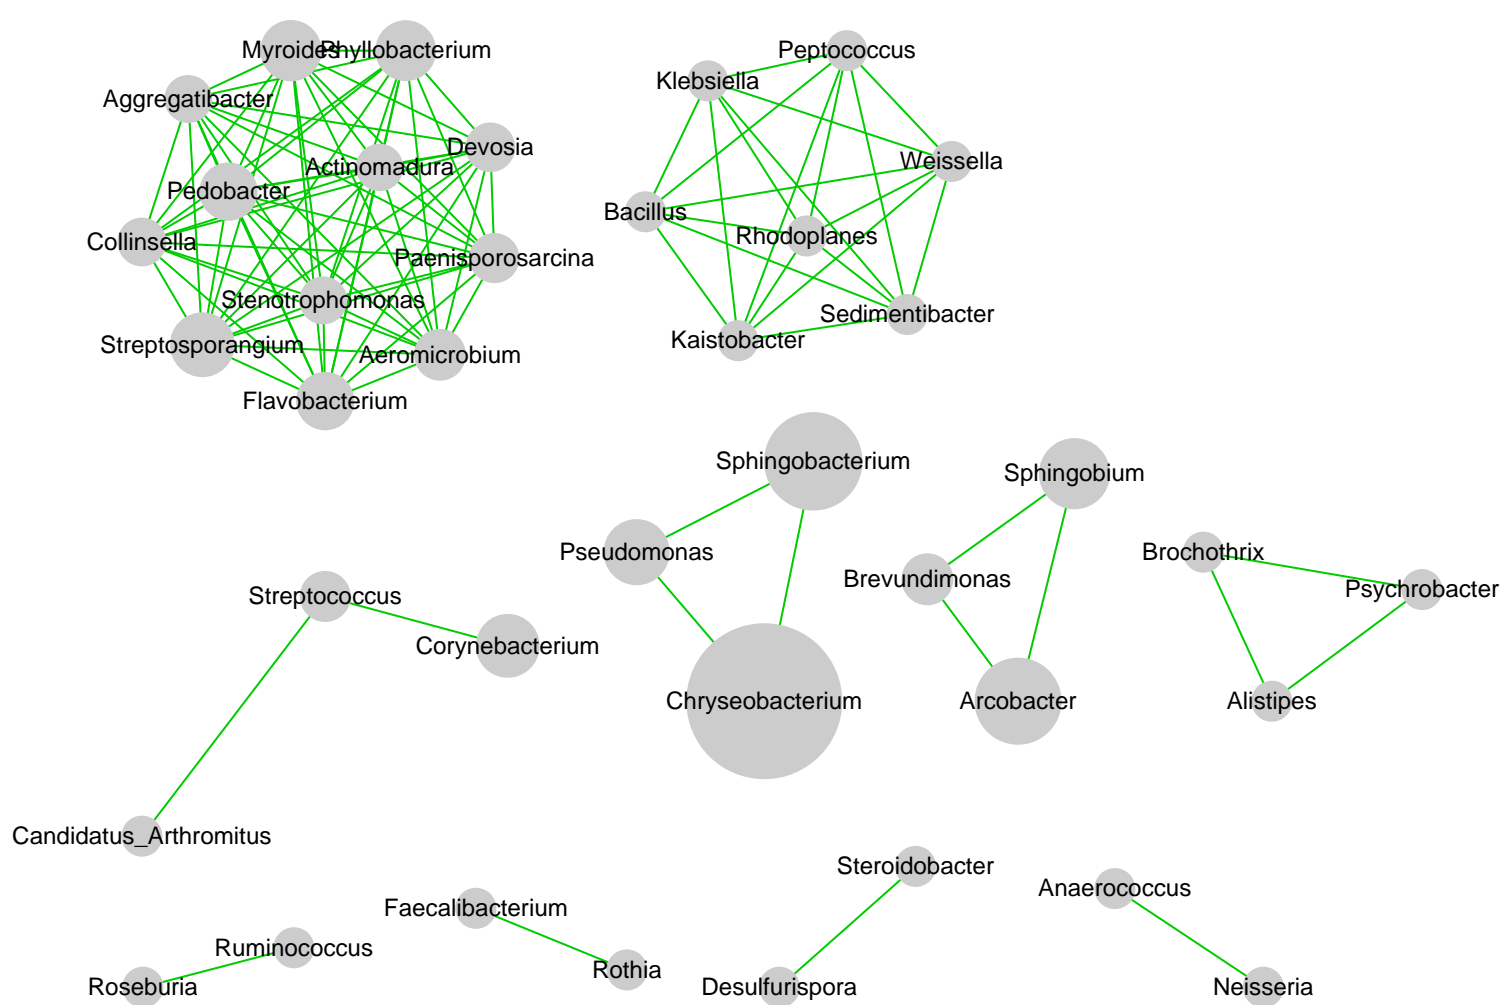 Myroides
Phyllobacterium
Aggregatibacter
Devosia
Actinomadura
Pedobacter
Collinsella
Paenisporosarcina
Stenotrophomonas
Streptosporangium
Aeromicrobium
Flavobacterium
Peptococcus
Klebsiella
Weissella
Bacillus
Rhodoplanes
Sedimentibacter
Kaistobacter
Sphingobacterium
Pseudomonas
Chryseobacterium
Sphingobium
Brevundimonas
Arcobacter
Brochothrix
Psychrobacter
Alistipes
Streptococcus
Corynebacterium
Candidatus_Arthromitus
Ruminococcus
Roseburia
Faecalibacterium
Rothia
Steroidobacter
Desulfurispora
Anaerococcus
Neisseria